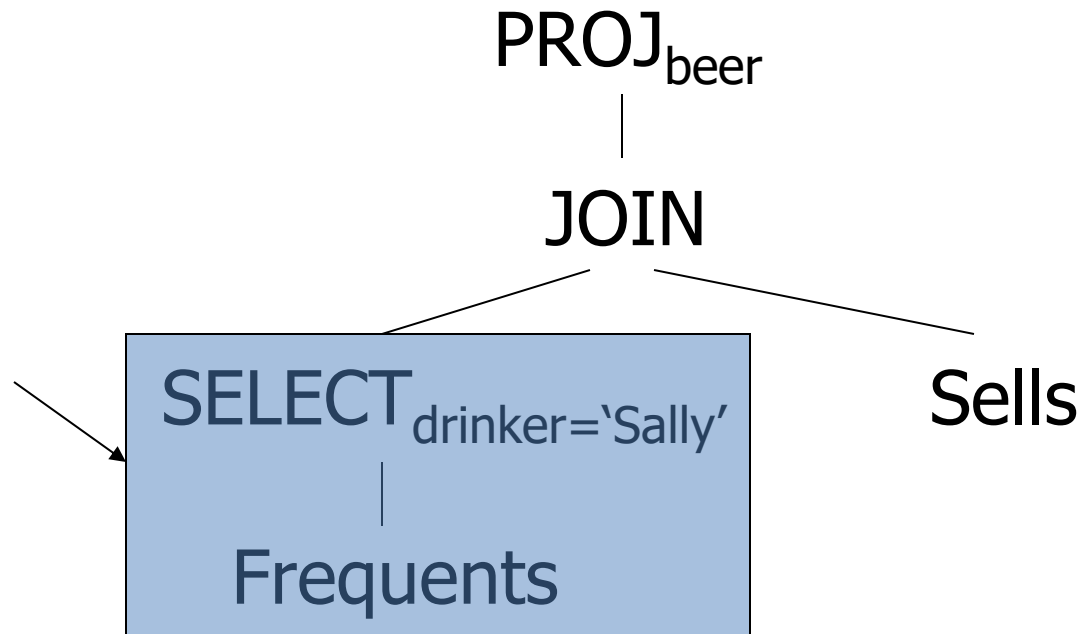 PROJbeer
JOIN
SELECTdrinker=‘Sally’
Sells
Frequents